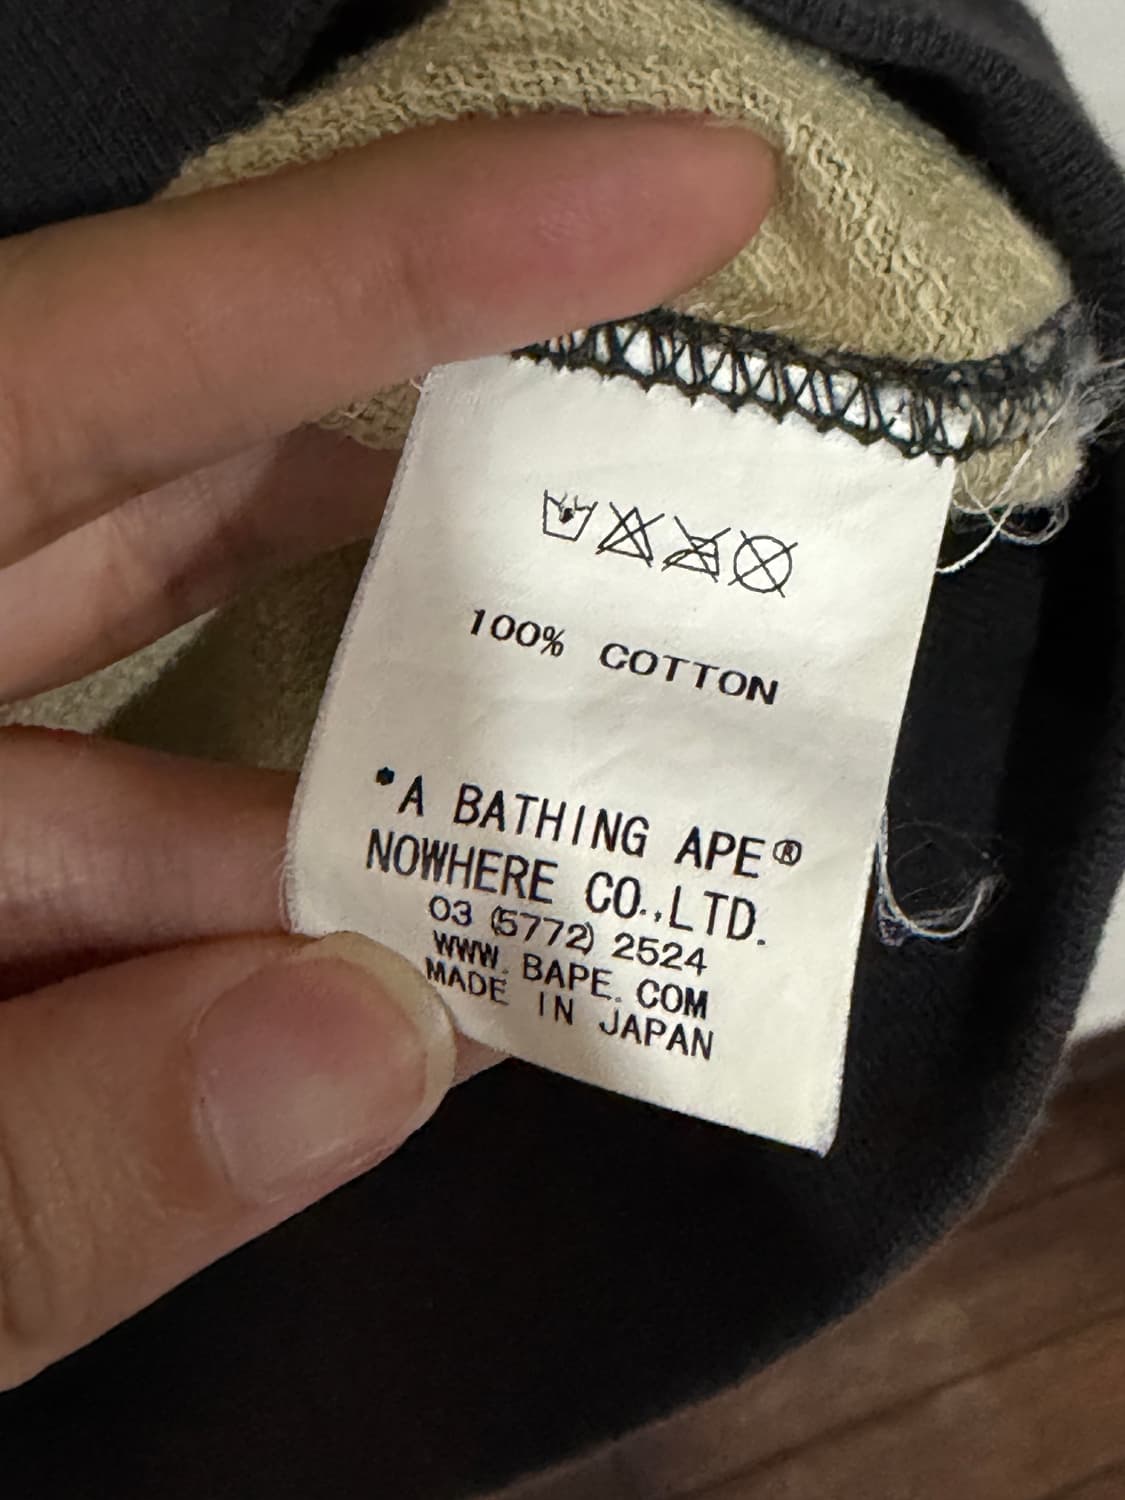 100% COTTON
*A BATHING APE®
NOWHERE CO.,LTD.
03 (5772) 2524
WWW. BAPE. COM
MADE IN JAPAN